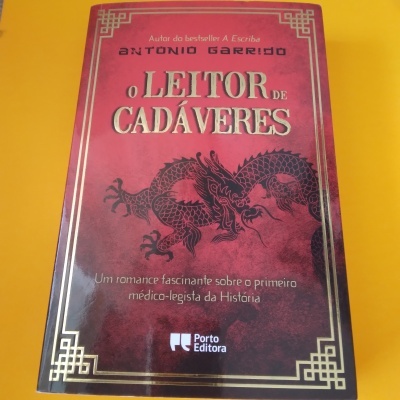 Autor do bestseller A Escriba
ANTONIO GARRIDO
O LEITOR DE
CADÁVERES
Um romance fascinante sobre o primeiro
médico-legista da História
Porto
Editora